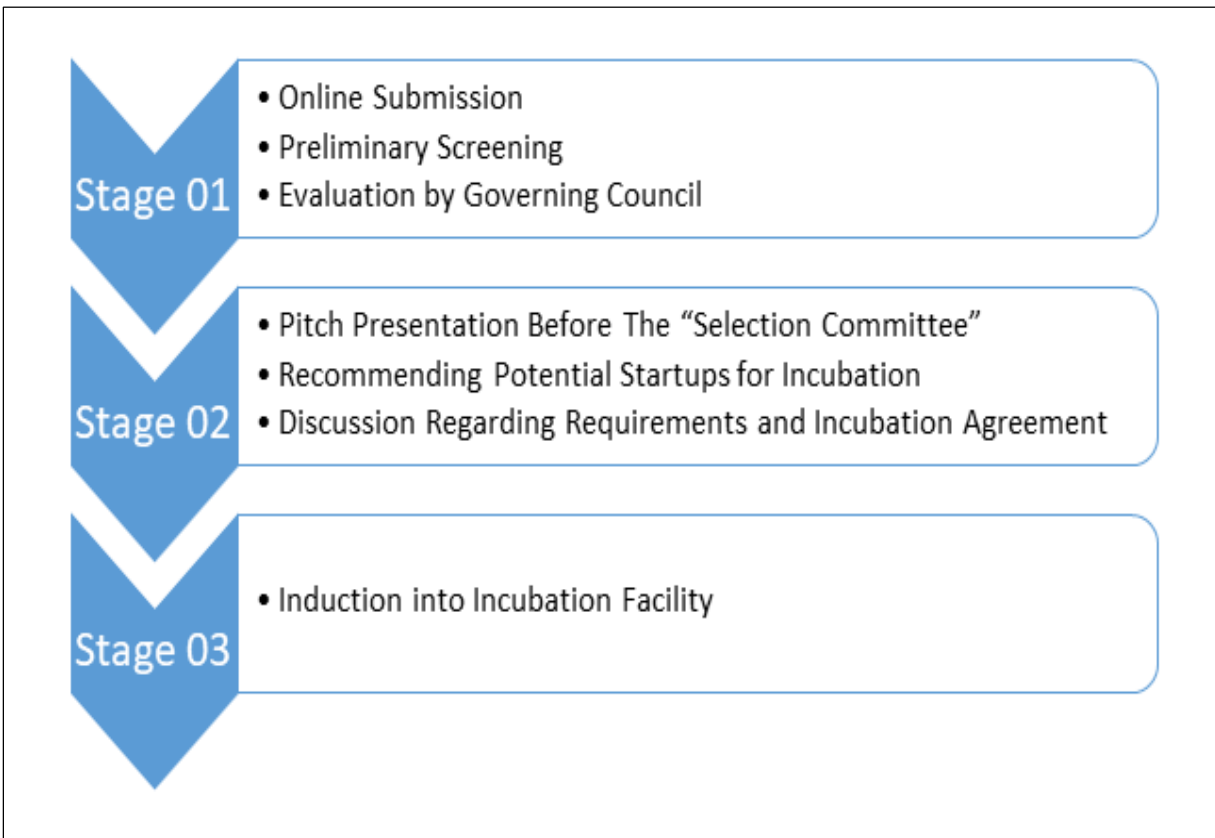 Stage 01
• Online Submission
• Preliminary Screening
• Evaluation by Governing Council
Stage 02
• Pitch Presentation Before The “Selection Committee”
• Recommending Potential Startups for Incubation
• Discussion Regarding Requirements and Incubation Agreement
Stage 03
• Induction into Incubation Facility